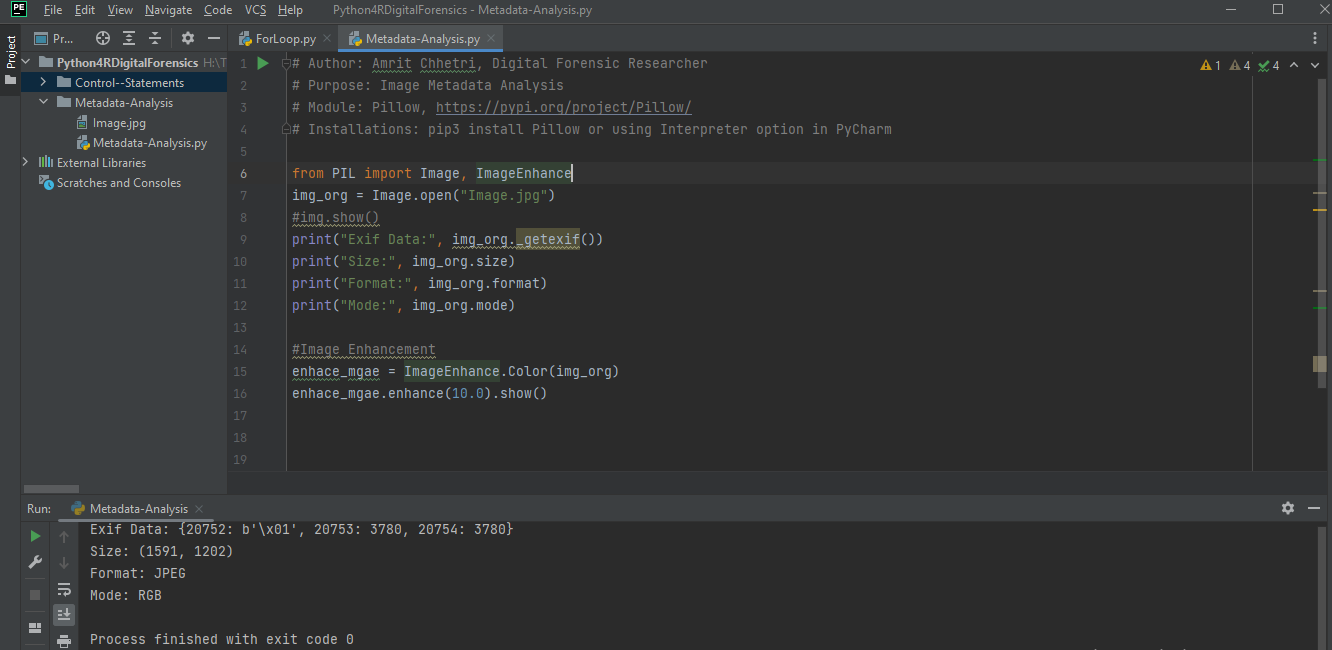 PE File Edit View Navigate Code VCS Help Python4RDigitalForensics - Metadata-Analysis.py
Project
Pr...
ForLoop.py
Metadata-Analysis.py
Python4RDigitalForensics H:\T
Control--Statements
Metadata-Analysis
Image.jpg
Metadata-Analysis.py
External Libraries
Scratches and Consoles
1 4 4
1 # Author: Amrit Chhetri, Digital Forensic Researcher
2 # Purpose: Image Metadata Analysis
3 # Module: Pillow, https://pypi.org/project/Pillow/
4 # Installations: pip3 install Pillow or using Interpreter option in PyCharm
5
6 from PIL import Image, ImageEnhance
7 img_org = Image.open("Image.jpg")
8 #img.show()
9 print("Exif Data:", img_org._getexif())
10 print("Size:", img_org.size)
11 print("Format:", img_org.format)
12 print("Mode:", img_org.mode)
13
14 #Image Enhancement
15 enhace_mgae = ImageEnhance.Color(img_org)
16 enhace_mgae.enhance(10.0).show()
17
18
19
Run: Metadata-Analysis
Exif Data: {20752: b'\x01', 20753: 3780, 20754: 3780}
Size: (1591, 1202)
Format: JPEG
Mode: RGB
Process finished with exit code 0